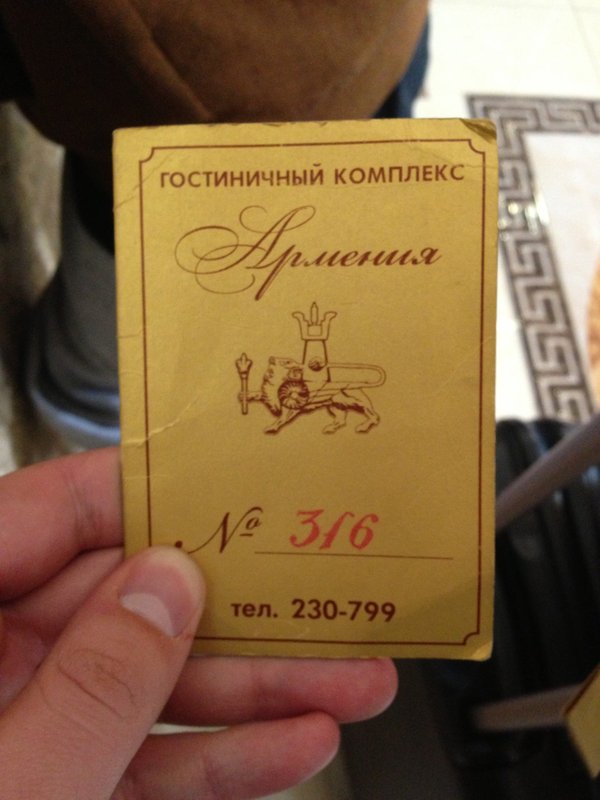 ГОСТИНИЧНЫЙ КОМПЛЕКС
Армения
№ 316
тел. 230-799